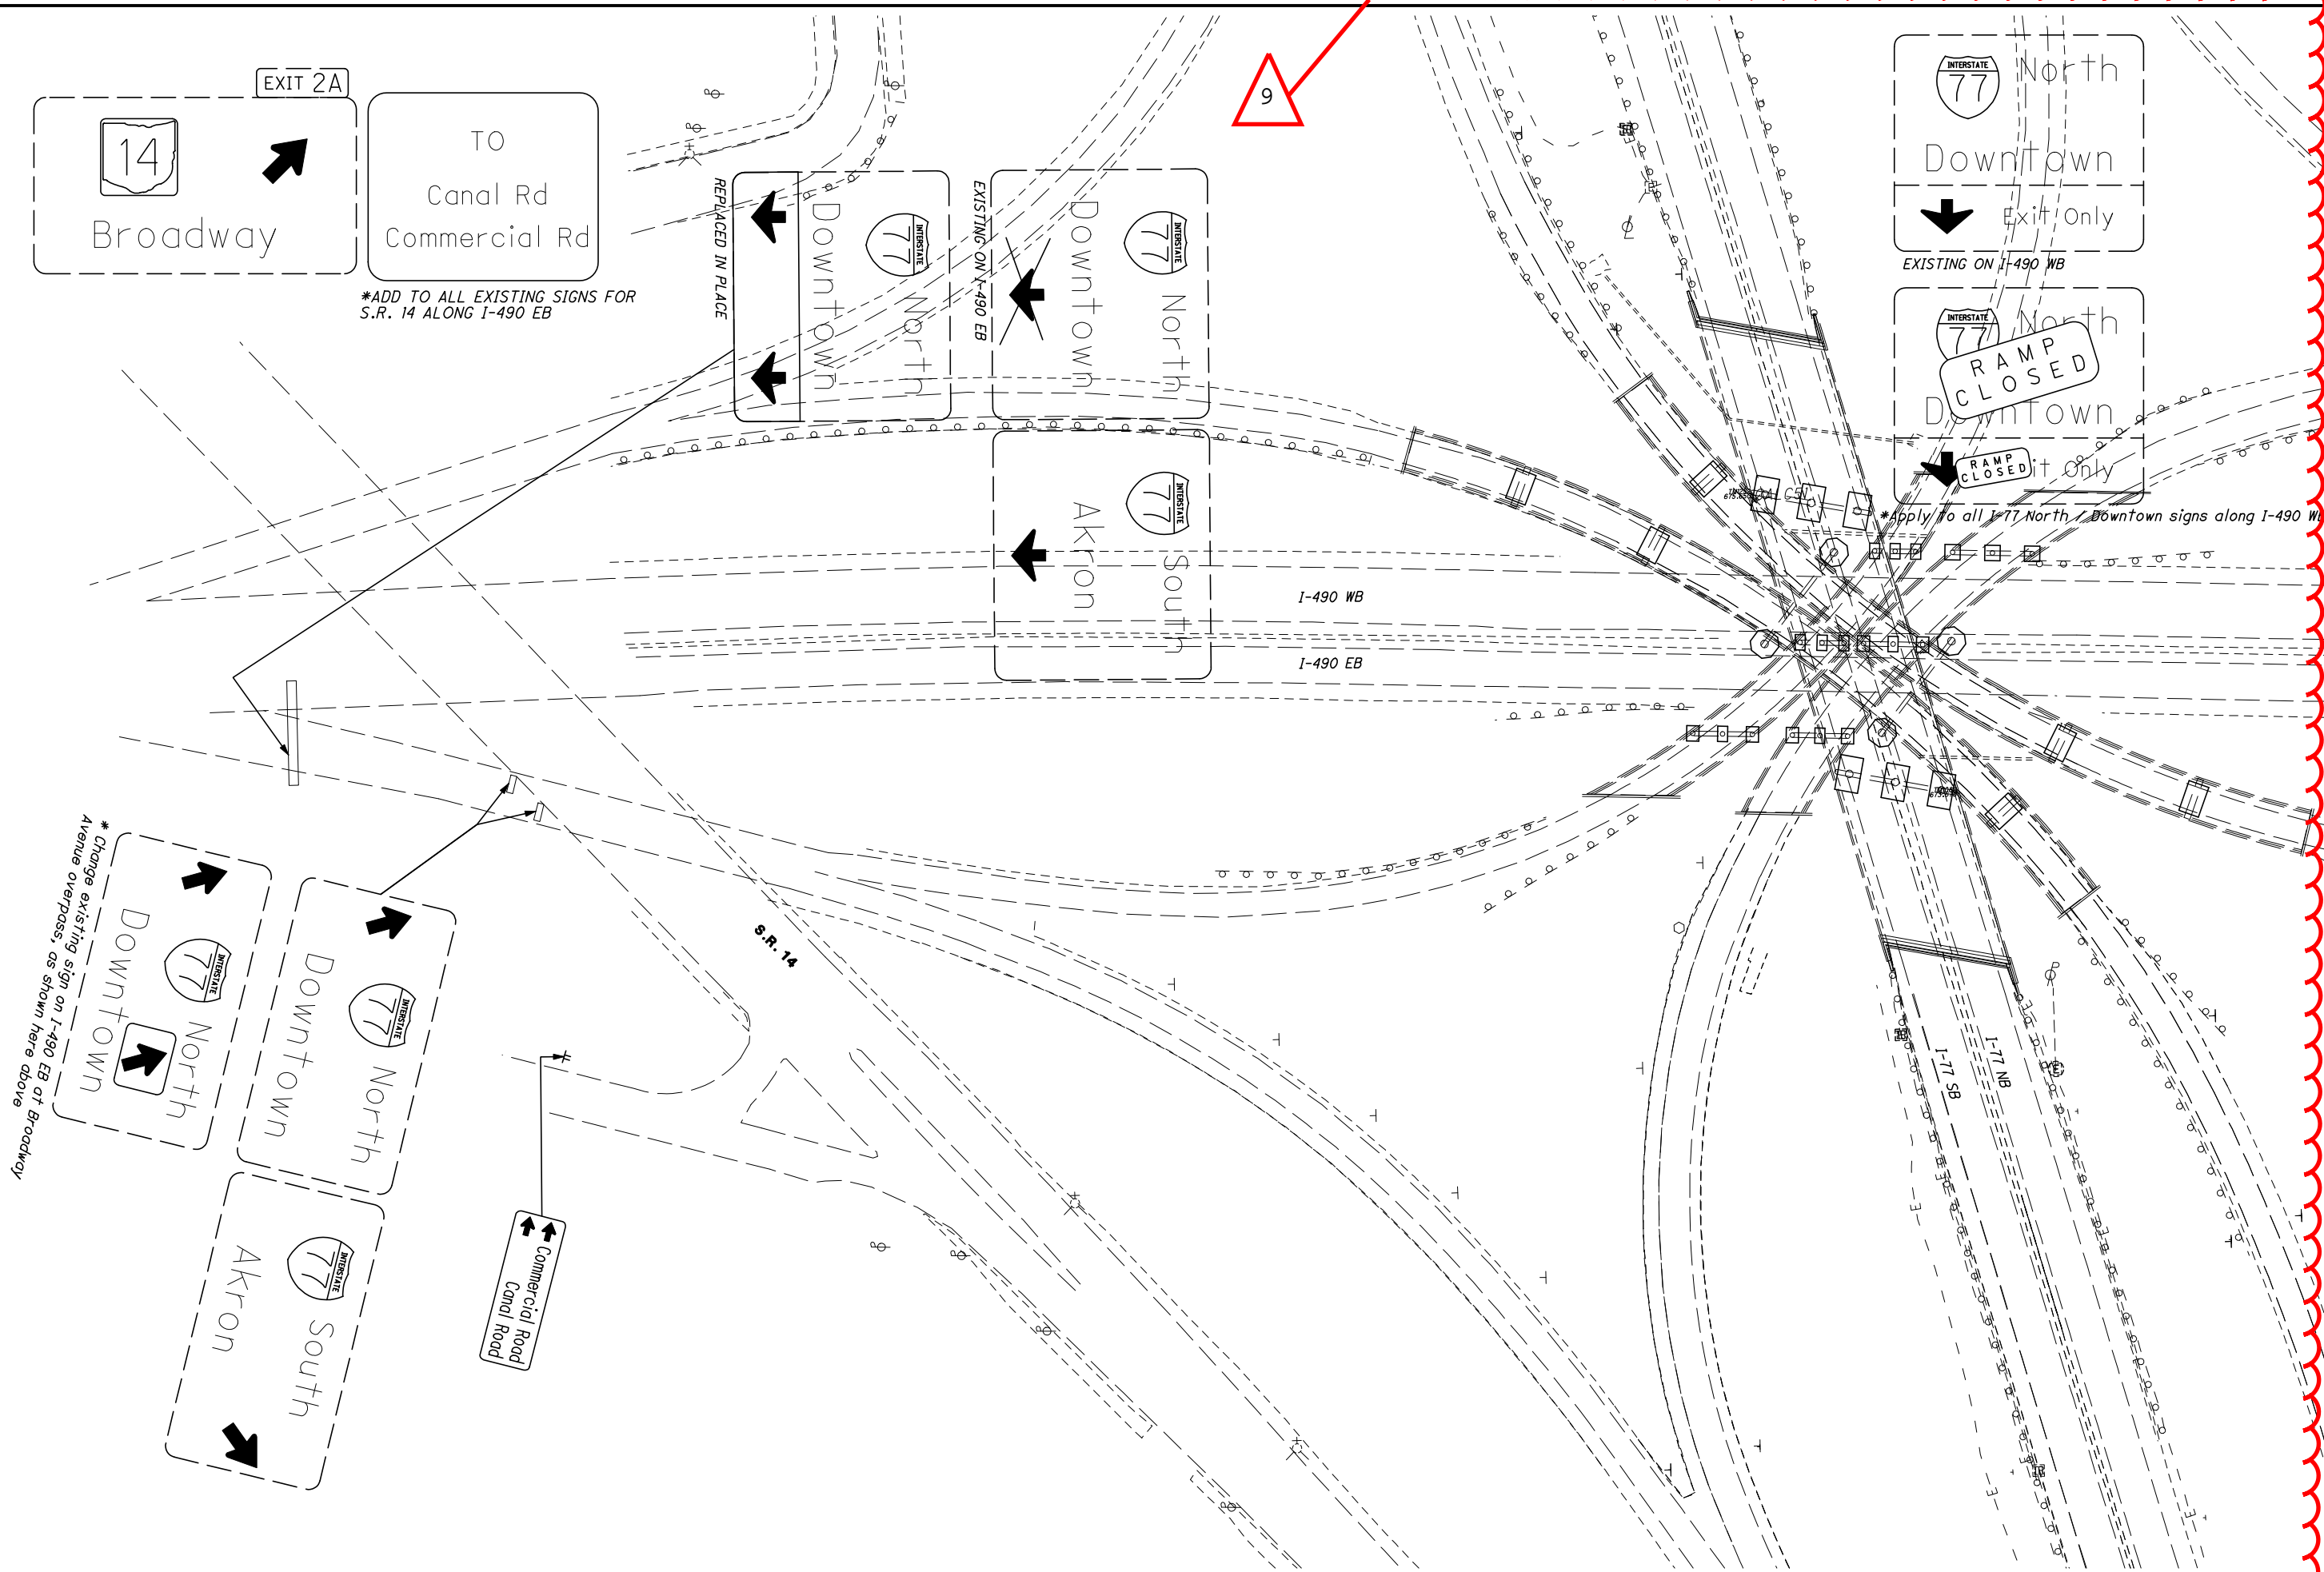 EXIT 2A
14
Broadway
TO
Canal Rd
Commercial Rd
*ADD TO ALL EXISTING SIGNS FOR
S.R. 14 ALONG I-490 EB
REPLACED IN PLACE
INTERSTATE
77
North
Downtown
EXISTING ON I-490 EB
INTERSTATE
77
North
Downtown
INTERSTATE
77
South
Akron
9
INTERSTATE
77
North
Downtown
Exit Only
EXISTING ON I-490 WB
INTERSTATE
77
North
RAMP
CLOSED
Downtown
RAMP
CLOSED
it Only
*Apply to all I-77 North / Downtown signs along I-490 W
I-490 WB
I-490 EB
* Change existing sign on I-490 EB at Broadway
Avenue overpass, as shown here above
INTERSTATE
77
North
Downtown
INTERSTATE
77
North
Downtown
INTERSTATE
77
South
Akron
Commercial Road
Canal Road
S.R. 14
I-77 SB
I-77 NB